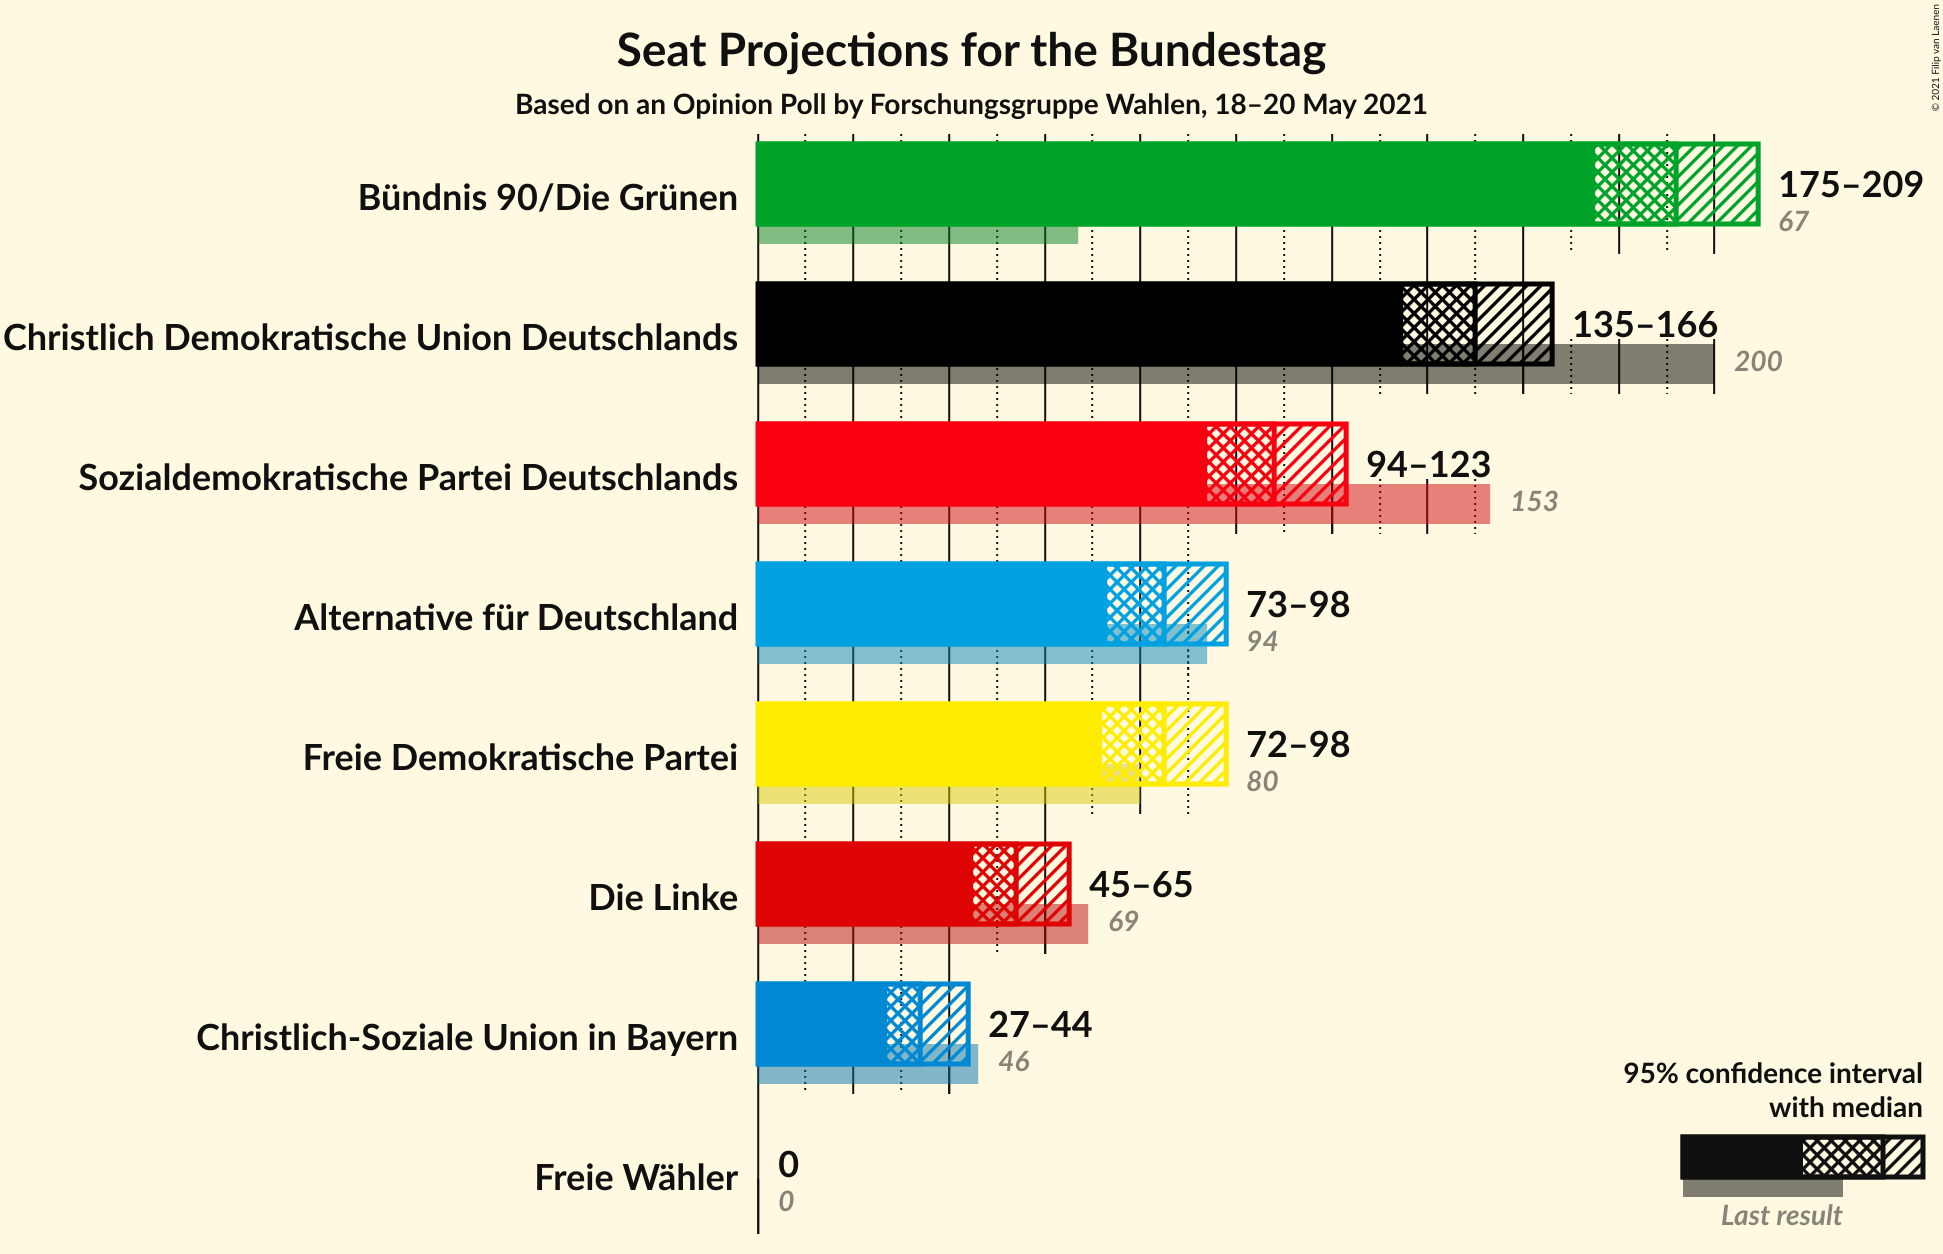 Seat Projections for the Bundestag
Based on an Opinion Poll by Forschungsgruppe Wahlen, 18–20 May 2021
© 2021 Filip van Laenen
Bündnis 90/Die Grünen
175–209
67
Christlich Demokratische Union Deutschlands
135–166
200
Sozialdemokratische Partei Deutschlands
94–123
153
Alternative für Deutschland
73–98
94
Freie Demokratische Partei
72–98
80
Die Linke
45–65
69
Christlich-Soziale Union in Bayern
27–44
46
Freie Wähler
0
0
95% confidence interval
with median
Last result